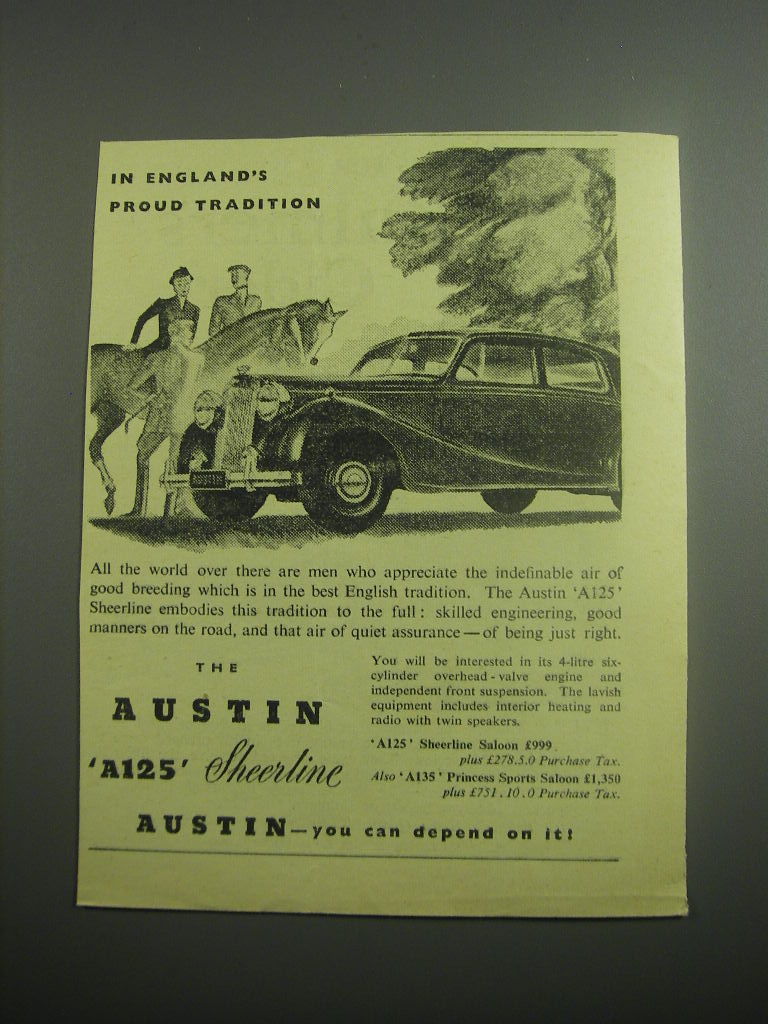 IN ENGLAND'S
PROUD TRADITION
All the world over there are men who appreciate the indefinable air of
good breeding which is in the best English tradition. The Austin 'A125'
Sheerline embodies this tradition to the full: skilled engineering, good
manners on the road, and that air of quiet assurance—of being just right.
THE
AUSTIN
'A125' Sheerline
You will be interested in its 4-litre six-
cylinder overhead-valve engine and
independent front suspension. The lavish
equipment includes interior heating and
radio with twin speakers.
'A125' Sheerline Saloon £999
plus £278.5.0 Purchase Tax.
Also 'A135' Princess Sports Saloon £1,350
plus £751.10.0 Purchase Tax.
AUSTIN—you can depend on it!